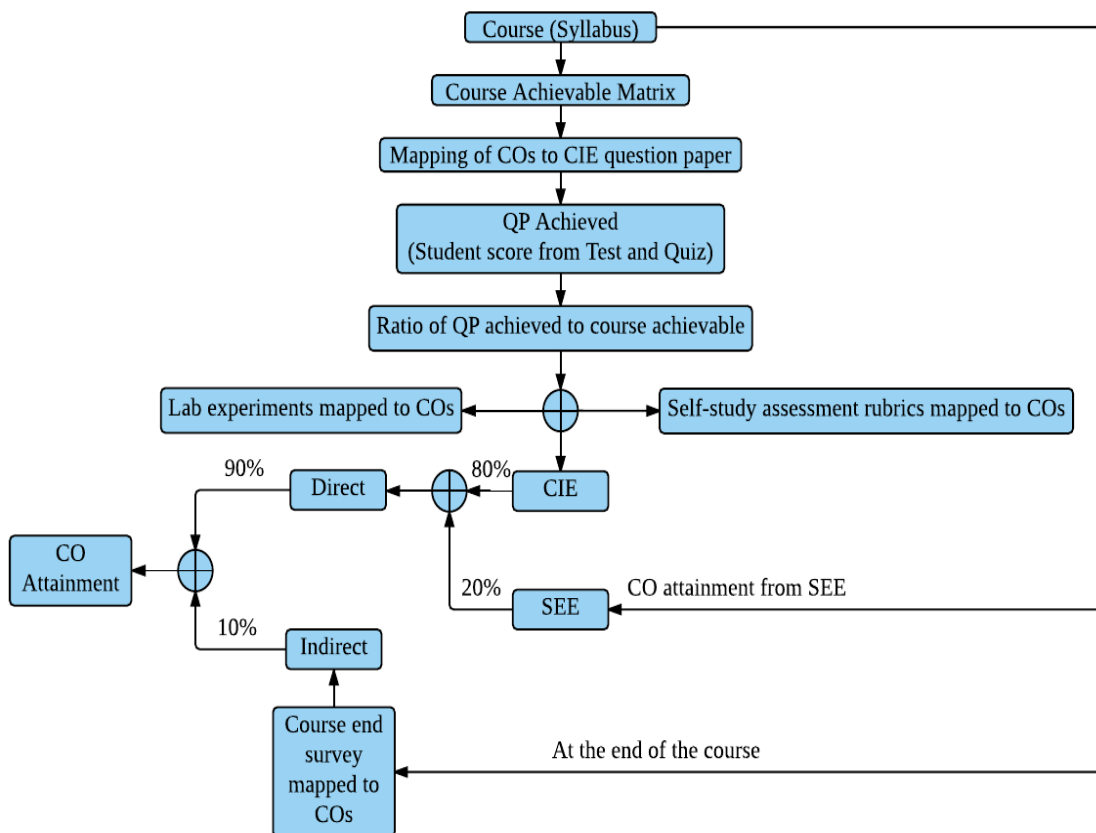 Course (Syllabus)
Course Achievable Matrix
Mapping of COs to CIE question paper
QP Achieved
(Student score from Test and Quiz)
Ratio of QP achieved to course achievable
Lab experiments mapped to COs
Self-study assessment rubrics mapped to COs
90%
Direct
80%
CIE
CO
Attainment
20%
SEE
CO attainment from SEE
10%
Indirect
Course end
survey
mapped to
COs
At the end of the course